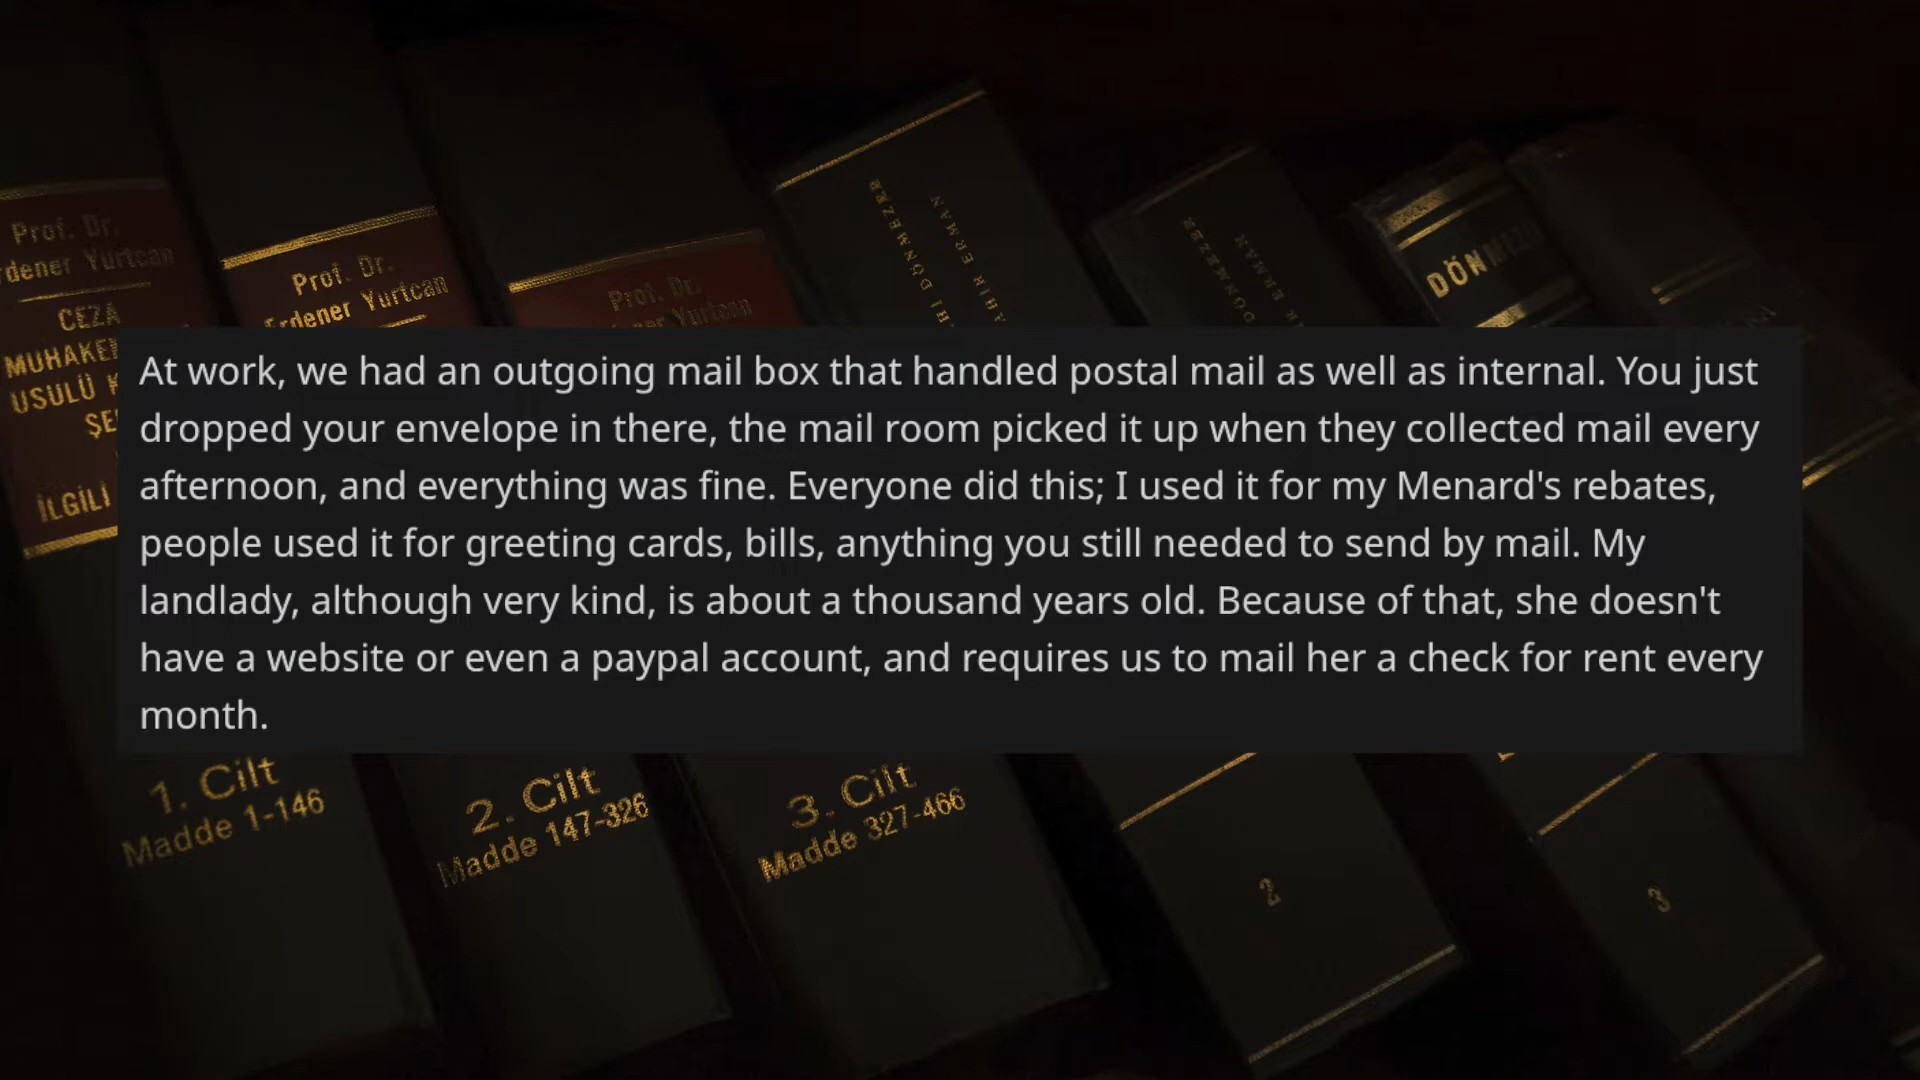 Prof. Dr.
Yurtcan
CEZA
Prof. Dr.
Erdener Yurtcan
Prof. Dr.
Yurtcan
DÖNMEZER
AHIR ERMAN
DÖNMEZER
ERMAN
At work, we had an outgoing mail box that handled postal mail as well as internal. You just
dropped your envelope in there, the mail room picked it up when they collected mail every
afternoon, and everything was fine. Everyone did this; I used it for my Menard's rebates,
people used it for greeting cards, bills, anything you still needed to send by mail. My
landlady, although very kind, is about a thousand years old. Because of that, she doesn't
have a website or even a paypal account, and requires us to mail her a check for rent every
month.
USULÜ
İLGİLİ
1. Cilt
Madde 1-146
2. Cilt
Madde 147-326
3. Cilt
Madde 327-466
2
3